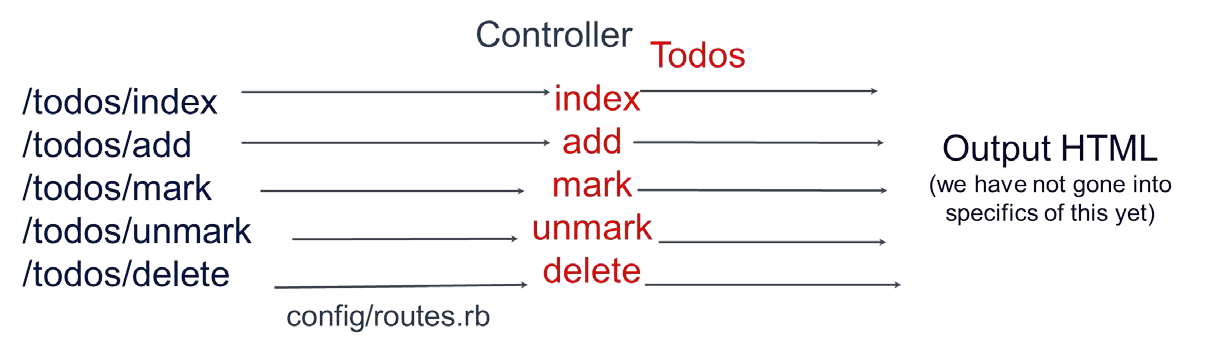 Controller
Todos
/todos/index
index
/todos/add
add
/todos/mark
mark
/todos/unmark
unmark
/todos/delete
delete
config/routes.rb
Output HTML
(we have not gone into
specifics of this yet)